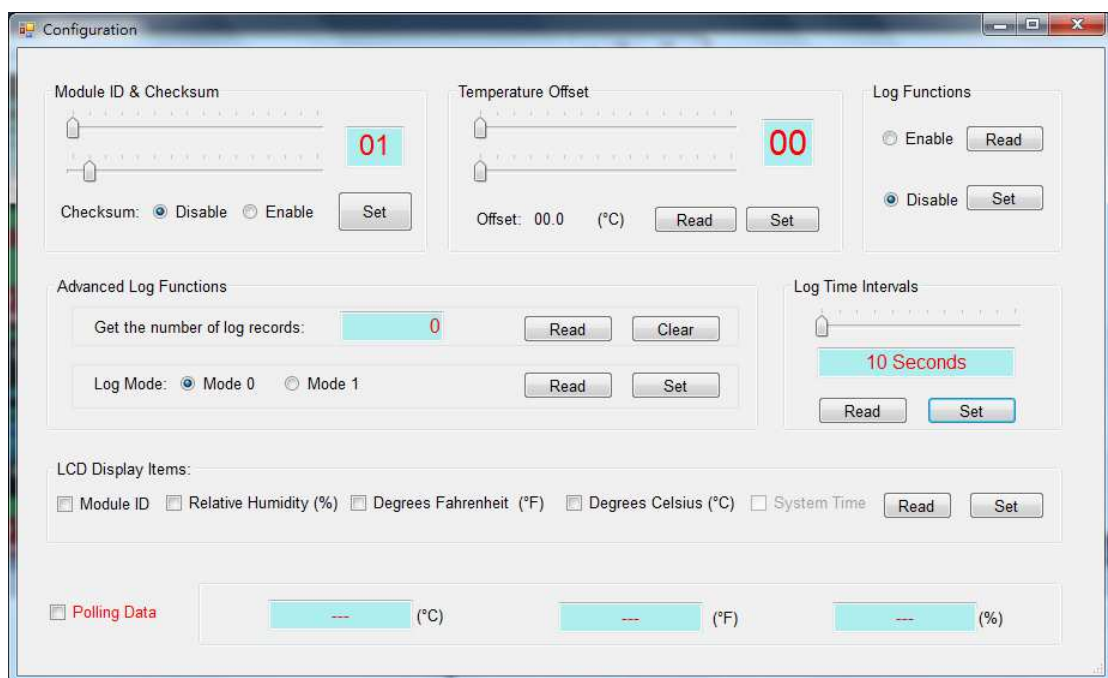 Configuration
Module ID & Checksum
01
Checksum: Disable Enable Set
Temperature Offset
00
Offset: 00.0 (°C) Read Set
Log Functions
Enable Read
Disable Set
Advanced Log Functions
Get the number of log records: 0 Read Clear
Log Mode: Mode 0 Mode 1 Read Set
Log Time Intervals
10 Seconds
Read Set
LCD Display Items:
Module ID Relative Humidity (%) Degrees Fahrenheit (°F) Degrees Celsius (°C) System Time Read Set
Polling Data --- (°C) --- (°F) --- (%)